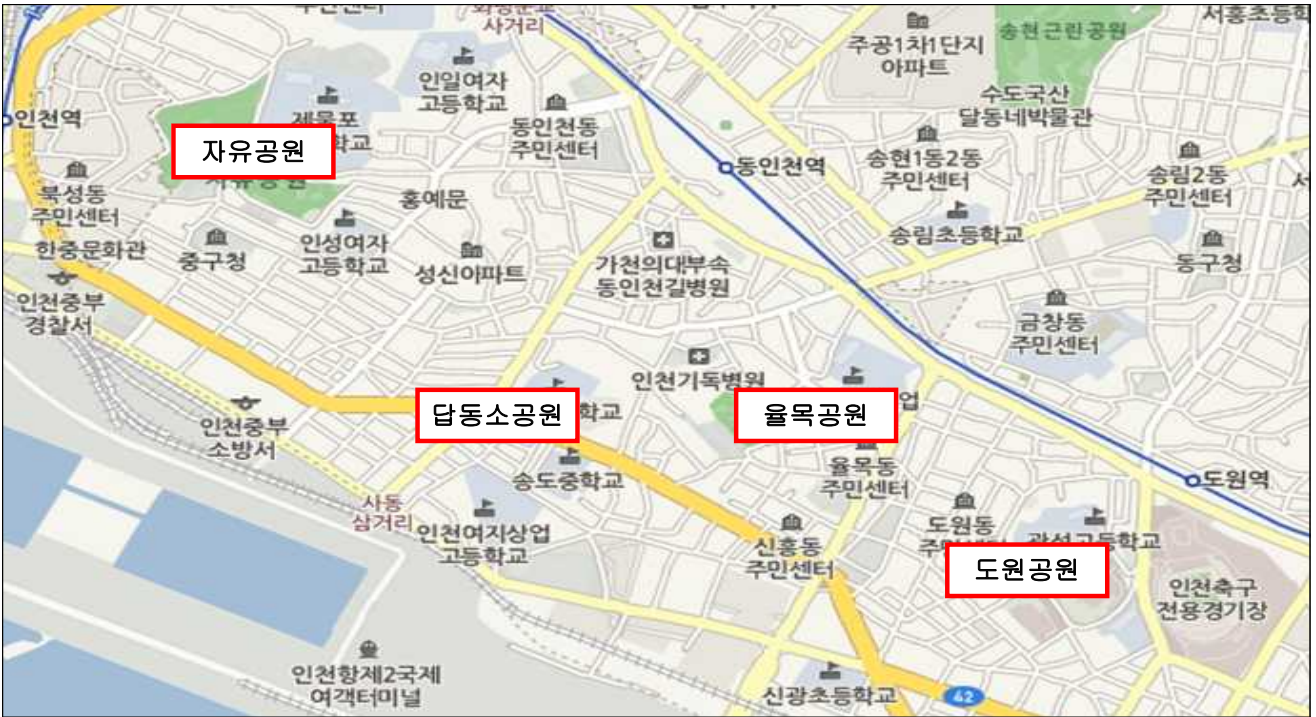 사거리
서흥초등학
주공1차1단지
아파트
송현근린공원
인일여자
고등학교
제물포
학교
인천역
동인천동
주민센터
수도국산
달동네박물관
자유공원
동인천역
송현1동2동
주민센터
송림2동
주민센터
북성동
주민센터
홍예문
한중문화관
중구청
인성여자
고등학교
성신아파트
송림초등학교
동구청
가천의대부속
동인천길병원
인천중부
경찰서
금창동
주민센터
인천기독병원
업
답동소공원
학교
율목공원
인천중부
소방서
송도중학교
율목동
주민센터
도원역
사동
삼거리
인천여자상업
고등학교
신흥동
주민센터
도원동
광성고등학교
도원공원
인천축구
전용경기장
인천항제2국제
여객터미널
신광초등학교
42